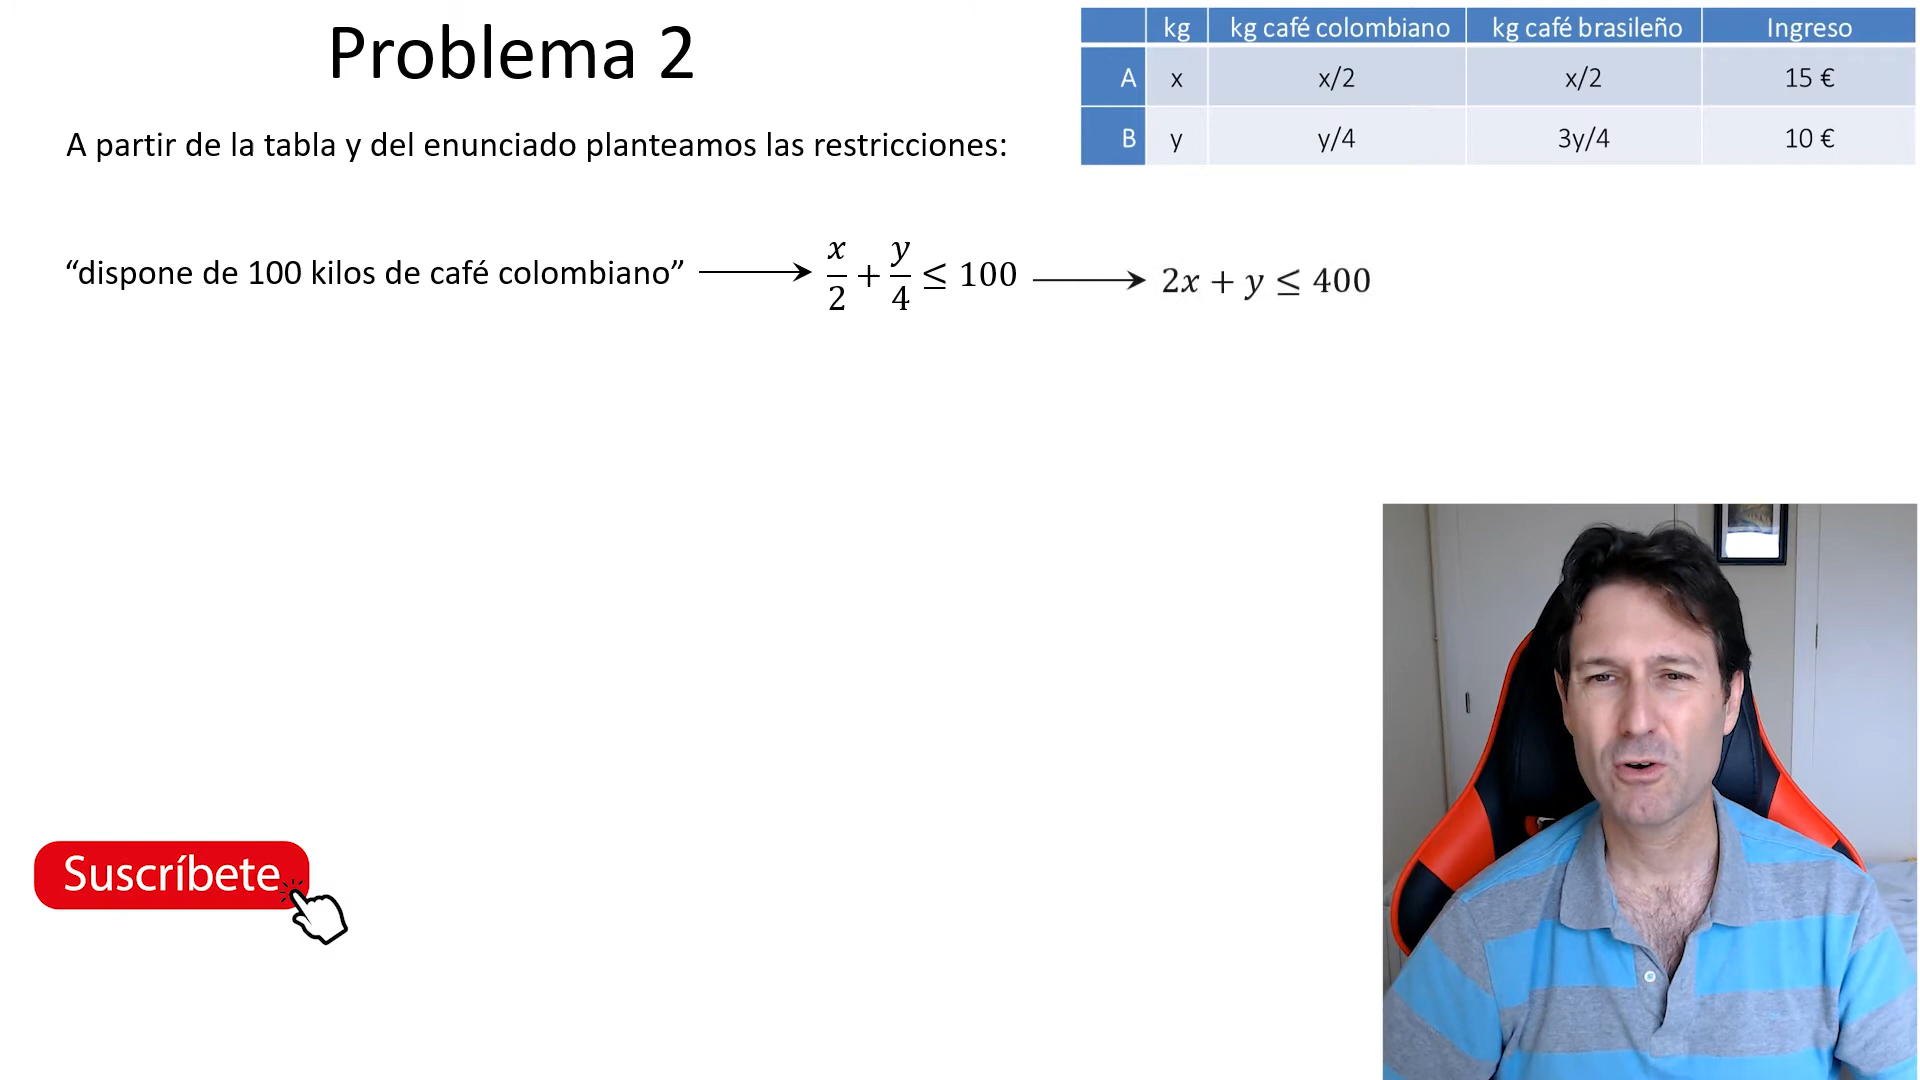 Problema 2
kg kg café colombiano kg café brasileño Ingreso
A x x/2 x/2 15 €
B y y/4 3y/4 10 €
A partir de la tabla y del enunciado planteamos las restricciones:
“dispone de 100 kilos de café colombiano” ⟶ x/2 + y/4 ≤ 100 ⟶ 2x + y ≤ 400
Suscríbete